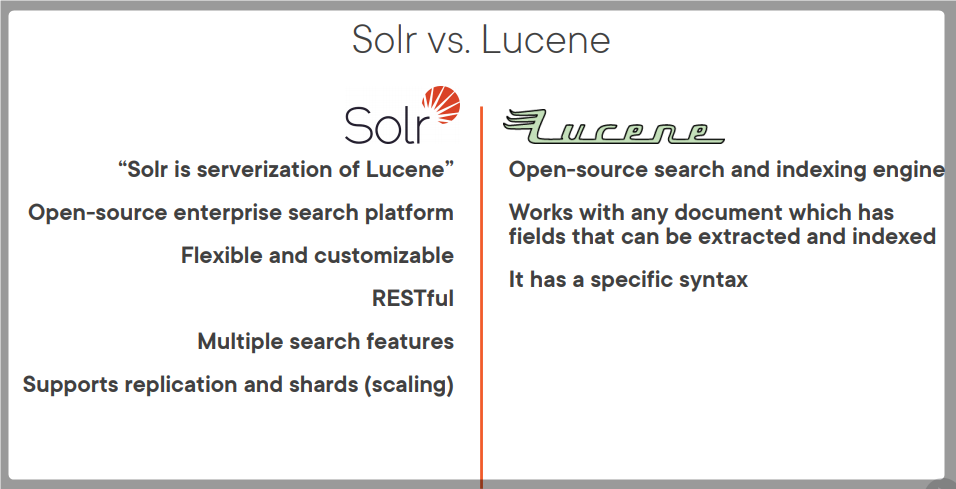 Solr vs. Lucene
Solr
“Solr is serverization of Lucene”
Open-source enterprise search platform
Flexible and customizable
RESTful
Multiple search features
Supports replication and shards (scaling)
Lucene
Open-source search and indexing engine
Works with any document which has
fields that can be extracted and indexed
It has a specific syntax